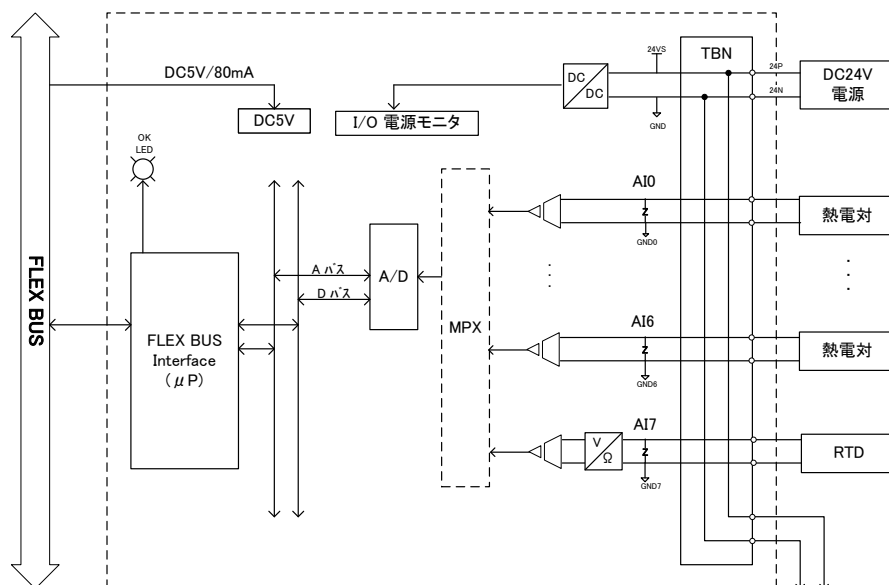 DC5V/80mA
24VS
TBN
24P
DC24V
電源
DC
DC
24N
DC5V
I/O 電源モニタ
GND
OK
LED
AI0
熱電対
GND0
FLEX BUS
A バス
A/D
D バス
MPX
FLEX BUS
Interface
(μP)
AI6
熱電対
GND6
AI7
V
Ω
RTD
GND7